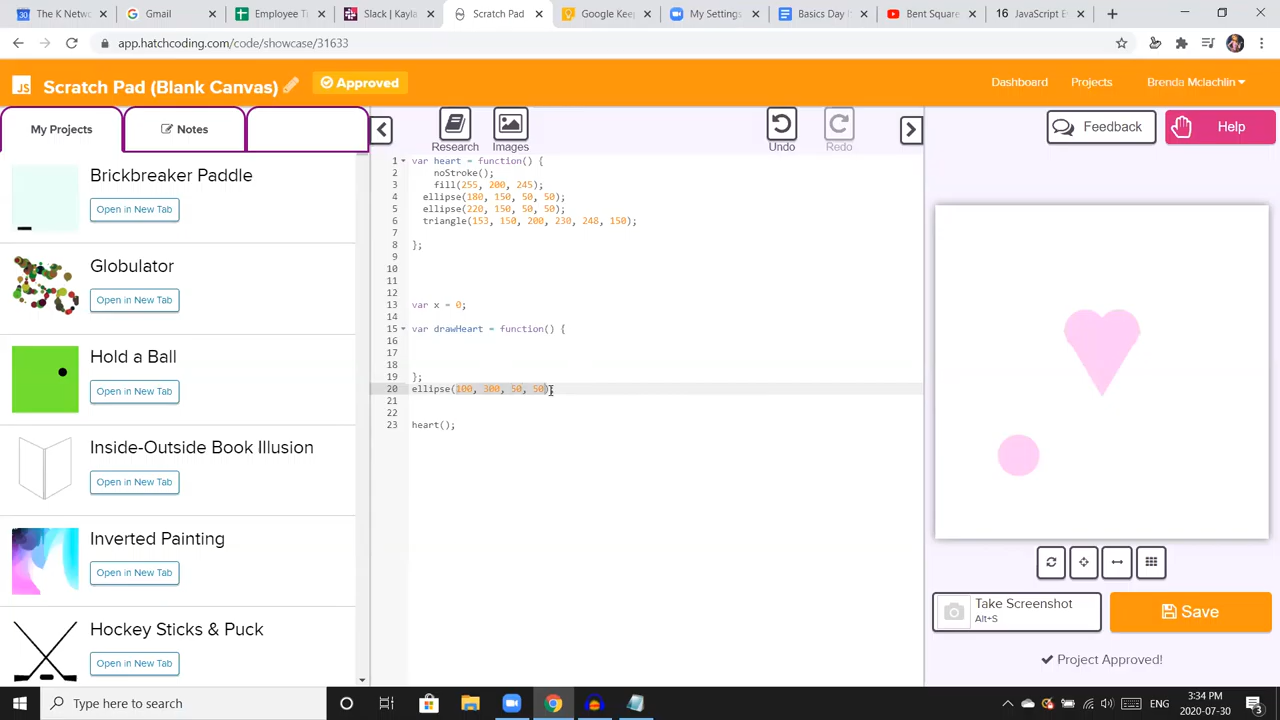 The K Netwo
Gmail
Employee Ti
Slack | Kayla
Scratch Pad
Google Keep
My Settings
Basics Day
Bent Square
16 JavaScript E
app.hatchcoding.com/code/showcase/31633
JS Scratch Pad (Blank Canvas) Approved
Dashboard Projects Brenda Mclachlin
My Projects Notes
Research Images Undo Redo
Feedback Help
Brickbreaker Paddle
Open in New Tab
Globulator
Open in New Tab
Hold a Ball
Open in New Tab
Inside-Outside Book Illusion
Open in New Tab
Inverted Painting
Open in New Tab
Hockey Sticks & Puck
Open in New Tab
1 var heart = function() {
2 noStroke();
3 fill(255, 200, 245);
4 ellipse(180, 150, 50, 50);
5 ellipse(220, 150, 50, 50);
6 triangle(153, 150, 200, 230, 248, 150);
7
8 };
9
10
11
12
13 var x = 0;
14
15 var drawHeart = function() {
16
17
18
19 };
20 ellipse(100, 300, 50, 50)
21
22
23 heart();
Take Screenshot
Alt+S
Save
Project Approved!
Type here to search
ENG
3:34 PM
2020-07-30
3